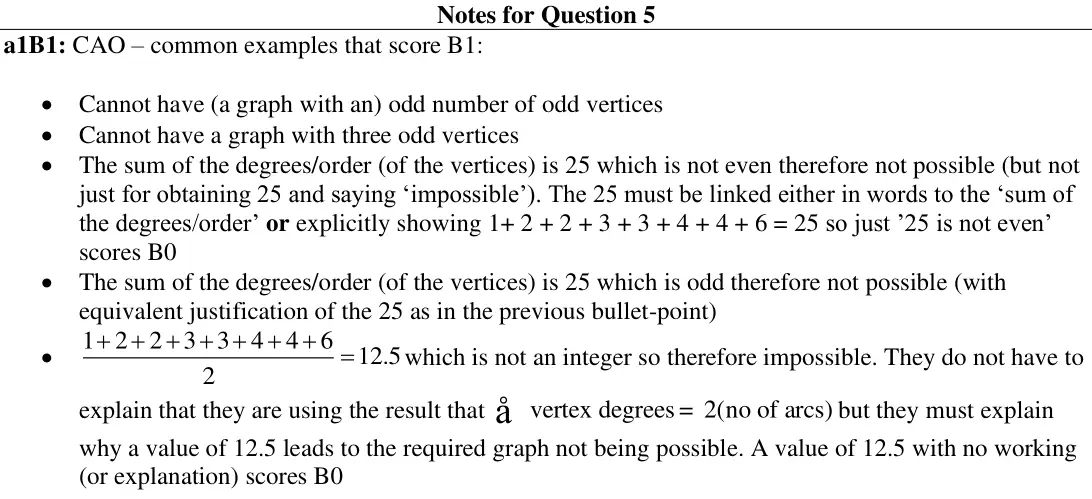 Notes for Question 5
a1B1: CAO – common examples that score B1:
• Cannot have (a graph with an) odd number of odd vertices
• Cannot have a graph with three odd vertices
• The sum of the degrees/order (of the vertices) is 25 which is not even therefore not possible (but not
just for obtaining 25 and saying ‘impossible’). The 25 must be linked either in words to the ‘sum of
the degrees/order’ or explicitly showing 1+ 2 + 2 + 3 + 3 + 4 + 4 + 6 = 25 so just ’25 is not even’
scores B0
• The sum of the degrees/order (of the vertices) is 25 which is odd therefore not possible (with
equivalent justification of the 25 as in the previous bullet-point)
• (1+2+2+3+3+4+4+6)/2 = 12.5 which is not an integer so therefore impossible. They do not have to
explain that they are using the result that å vertex degrees = 2(no of arcs) but they must explain
why a value of 12.5 leads to the required graph not being possible. A value of 12.5 with no working
(or explanation) scores B0